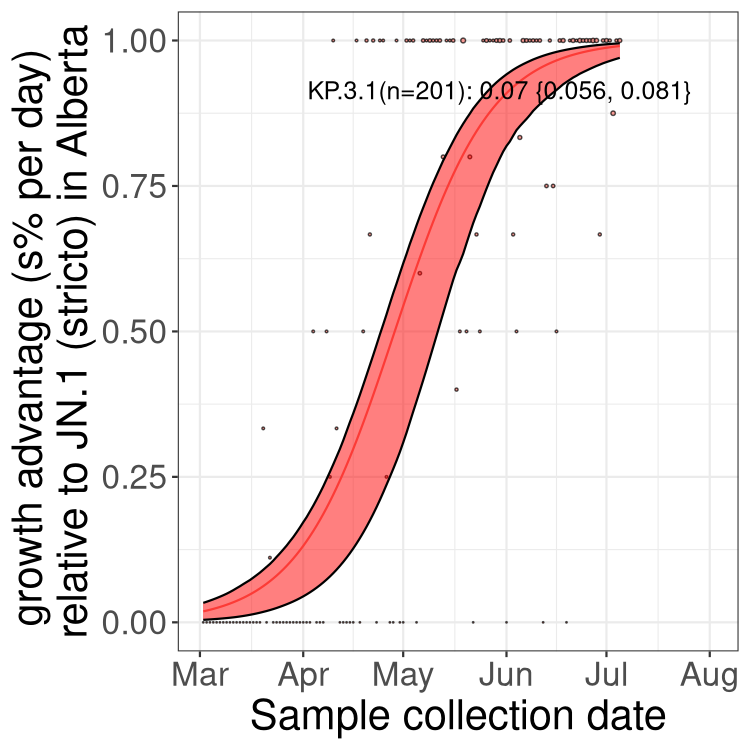 growth advantage (s% per day)
relative to JN.1 (stricto) in Alberta
1.00
0.75
0.50
0.25
0.00
KP.3.1(n=201): 0.07 {0.056, 0.081}
Mar Apr May Jun Jul Aug
Sample collection date